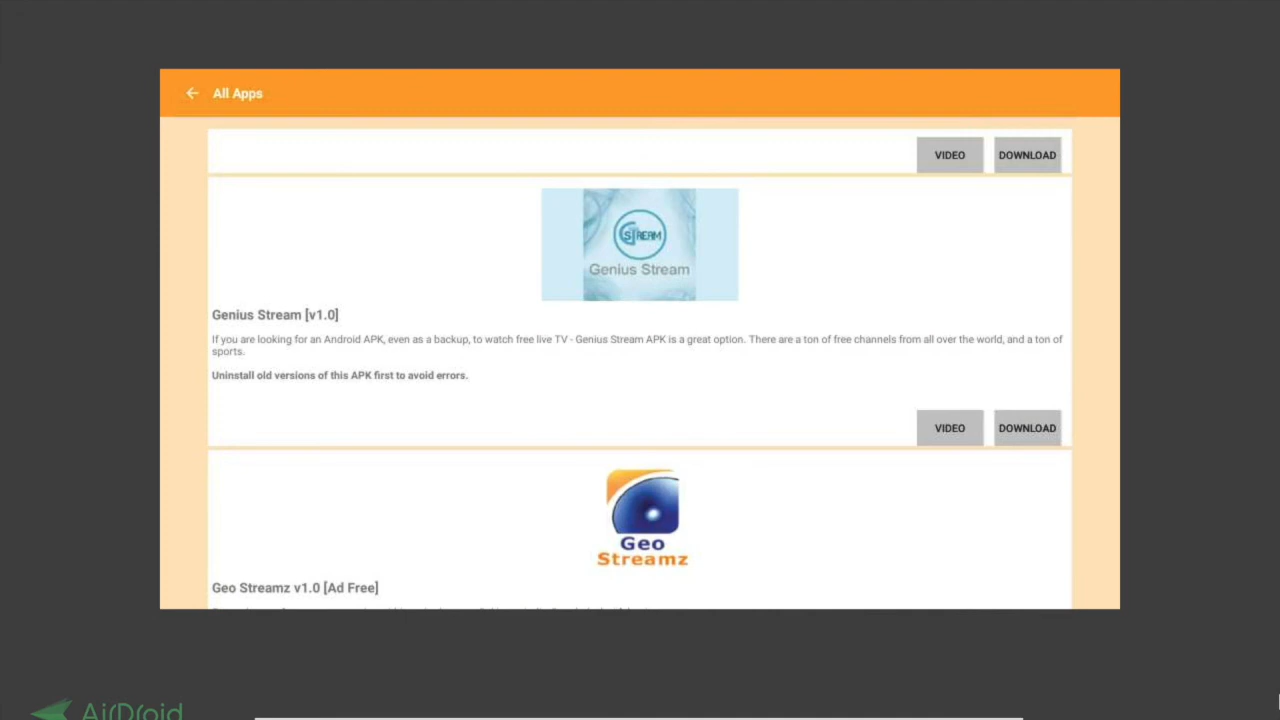 All Apps
VIDEO
DOWNLOAD
STREAM
Genius Stream
Genius Stream [v1.0]
If you are looking for an Android APK, even as a backup, to watch free live TV - Genius Stream APK is a great option. There are a ton of free channels from all over the world, and a ton of
sports.
Uninstall old versions of this APK first to avoid errors.
VIDEO
DOWNLOAD
Geo
Streamz
Geo Streamz v1.0 [Ad Free]
AirDroid